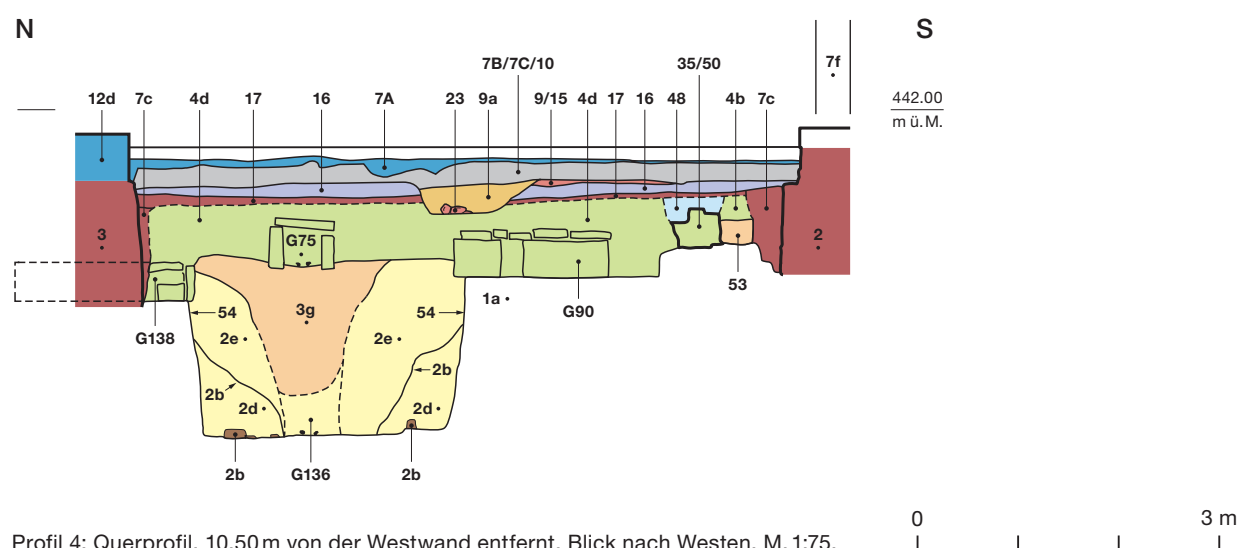 N
S
7B/7C/10
35/50
7f
12d 7c 4d 17 16 7A 23 9a 9/15 4d 17 16 48 4b 7c
442.00
m ü. M.
G75
3
2
53
G138
54
3g
54
1a
G90
2e
2e
2b
2b
2d
2d
2b
G136
2b
0
3 m
Profil 4: Querprofil, 10.50 m von der Westwand entfernt. Blick nach Westen. M. 1:75.